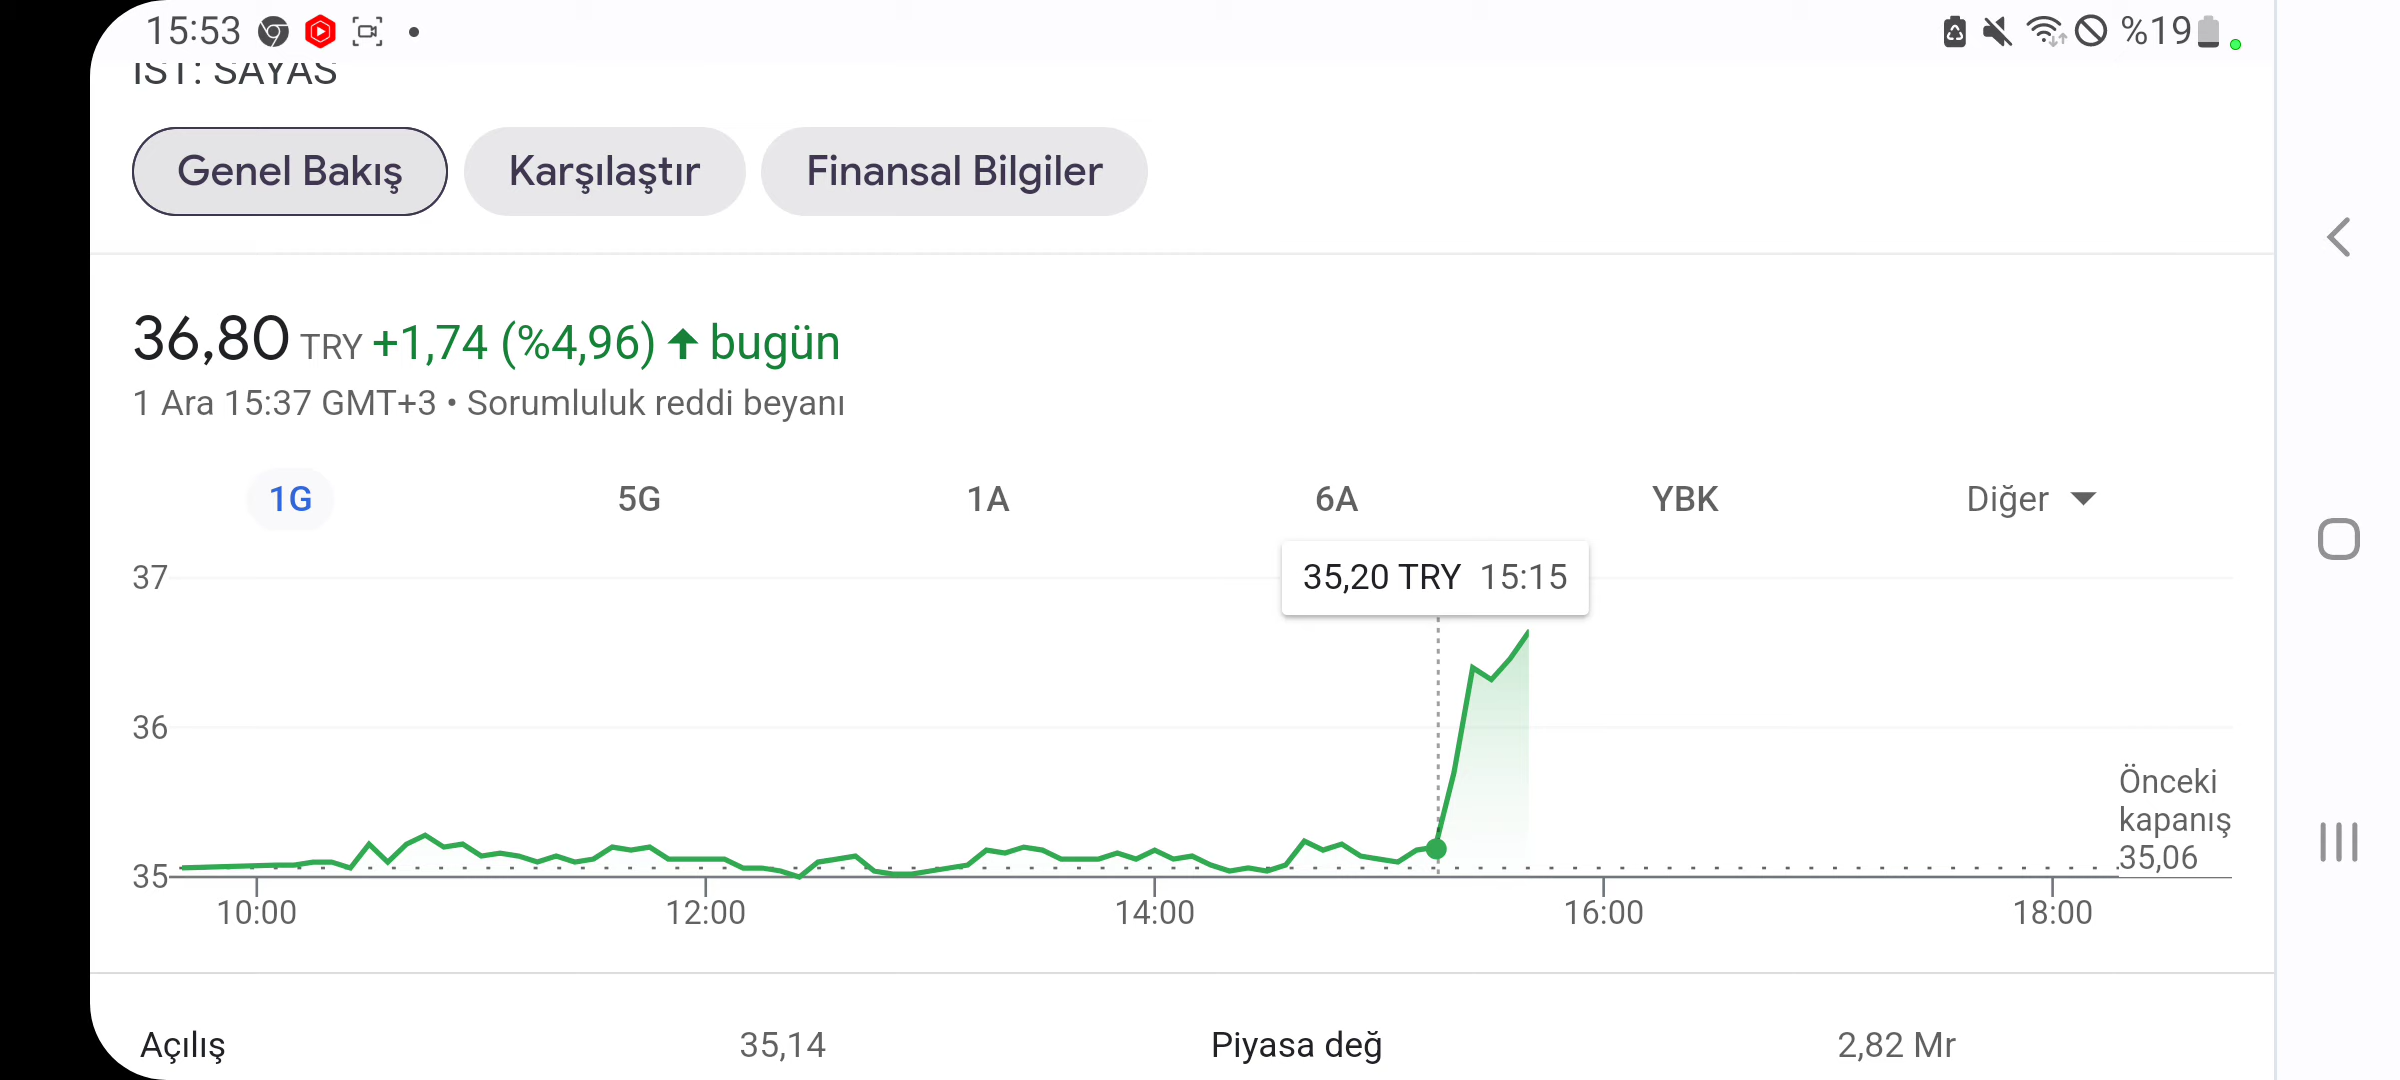 15:53 %19
IST: SAYAS
Genel Bakış Karşılaştır Finansal Bilgiler
36,80 TRY +1,74 (%4,96) ↑ bugün
1 Ara 15:37 GMT+3 • Sorumluluk reddi beyanı
1G 5G 1A 6A YBK Diğer
35,20 TRY 15:15
37
36
35
Önceki
kapanış
35,06
10:00 12:00 14:00 16:00 18:00
Açılış 35,14 Piyasa değ 2,82 Mr